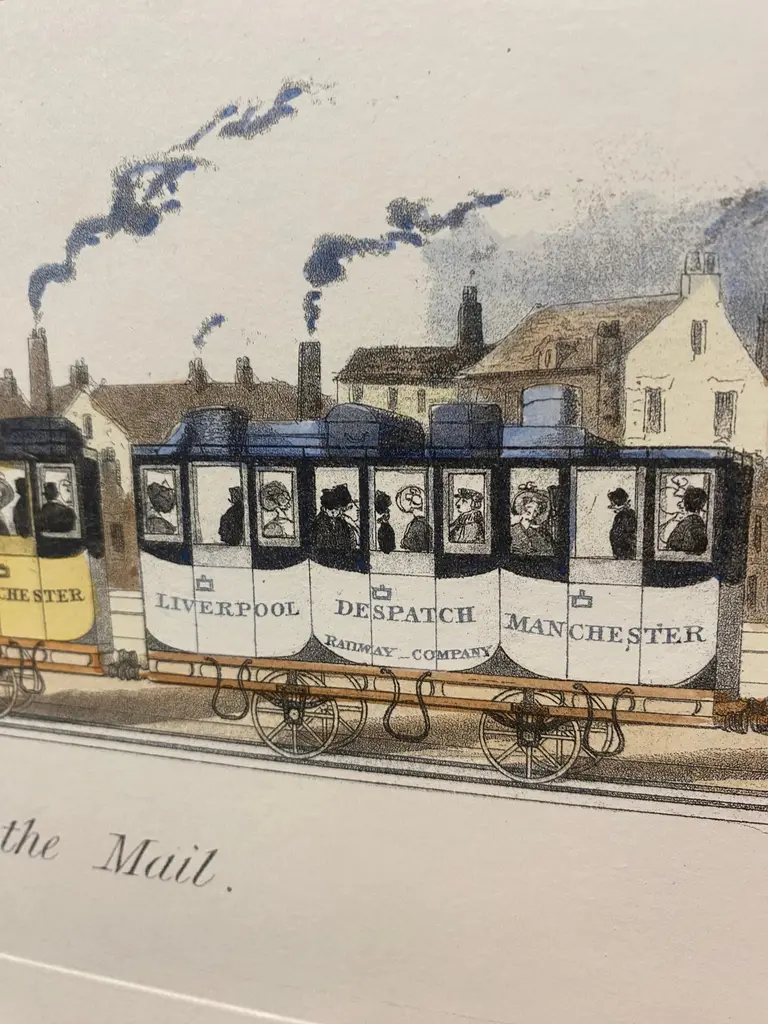 CHESTER
LIVERPOOL DESPATCH MANCHESTER
RAILWAY COMPANY
the Mail.